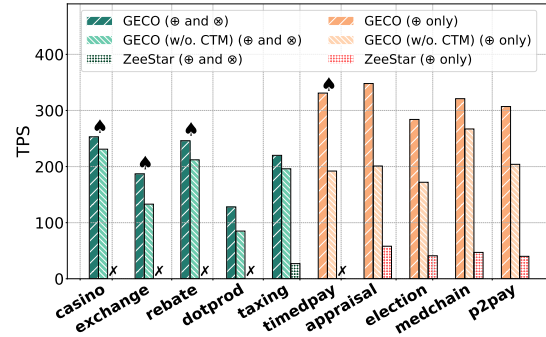 GECO (⊕ and ⊗)
GECO (w/o. CTM) (⊕ and ⊗)
ZeeStar (⊕ and ⊗)
GECO (⊕ only)
GECO (w/o. CTM) (⊕ only)
ZeeStar (⊕ only)
TPS
400
300
200
100
0
♠ ♠ ♠ ♠
✗ ✗ ✗ ✗ ✗
casino
exchange
rebate
dotprod
taxing
timedpay
appraisal
election
medchain
p2pay